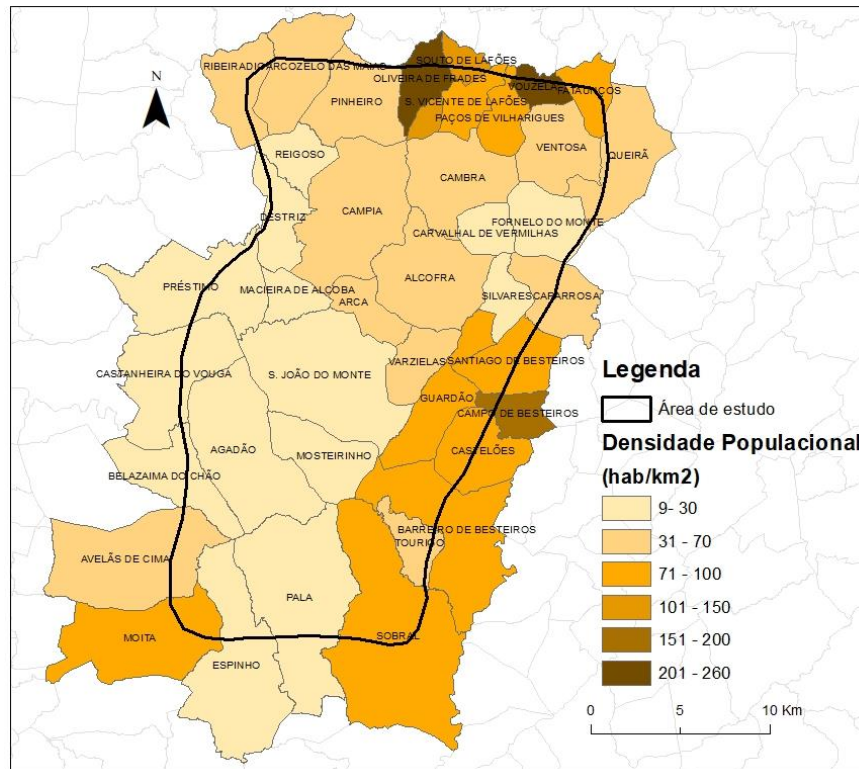 N
RIBEIRADIO
ARCOZELO DAS MAIAS
SOUTO DE LAFÕES
OLIVEIRA DE FRADES
VOUZELA
FATAUNÇOS
PINHEIRO
S. VICENTE DE LAFÕES
PAÇOS DE VILHARIGUES
REIGOSO
VENTOSA
QUEIRÃ
CAMBRA
DESTRIZ
CAMPIA
FORNELO DO MONTE
CARVALHAL DE VERMILHAS
PRÉSTIMO
MACIEIRA DE ALCOBA
ALCOFRA
ARCA
SILVARES
CAPARROSA
CASTANHEIRA DO VOUGA
S. JOÃO DO MONTE
VARZIELAS
SANTIAGO DE BESTEIROS
GUARDÃO
CAMPO DE BESTEIROS
AGADÃO
MOSTEIRINHO
CASTELÕES
BELAZAIMA DO CHÃO
BARREIRO DE BESTEIROS
TOURIGO
AVELÃS DE CIMA
PALA
MOITA
SOBRAL
ESPINHO
Legenda
Área de estudo
Densidade Populacional
(hab/km2)
9- 30
31 - 70
71 - 100
101 - 150
151 - 200
201 - 260
0 5 10 Km